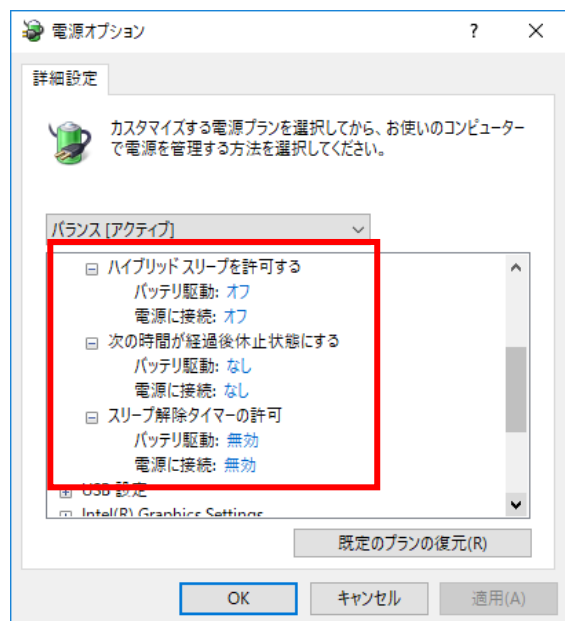 電源オプション
?
×
詳細設定
カスタマイズする電源プランを選択してから、お使いのコンピューター
で電源を管理する方法を選択してください。
バランス [アクティブ]
ハイブリッド スリープを許可する
バッテリ駆動: オフ
電源に接続: オフ
次の時間が経過後休止状態にする
バッテリ駆動: なし
電源に接続: なし
スリープ解除タイマーの許可
バッテリ駆動: 無効
電源に接続: 無効
USB 設定
Intel(R) Graphics Settings
既定のプランの復元(R)
OK
キャンセル
適用(A)